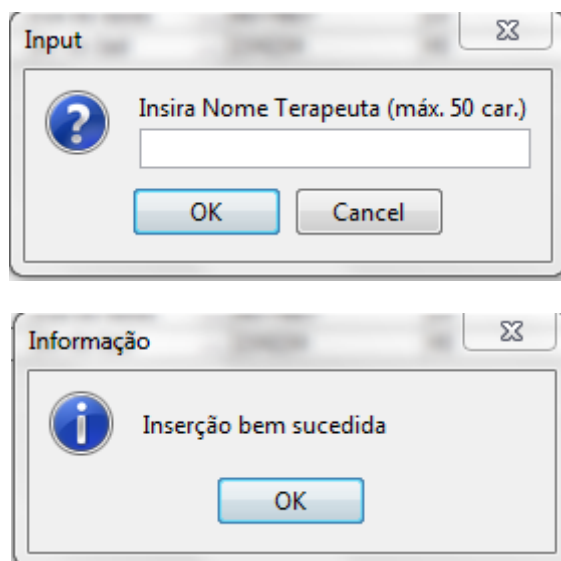 Input
Insira Nome Terapeuta (máx. 50 car.)
OK Cancel
Informação
Inserção bem sucedida
OK